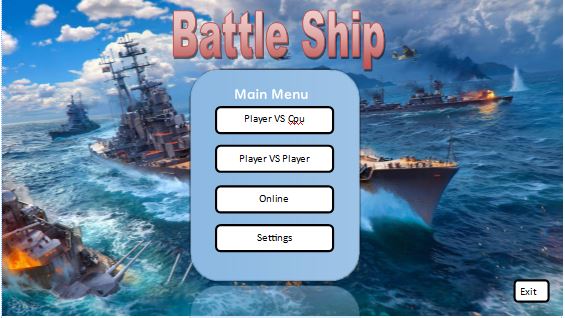 Battle Ship
Main Menu
Player VS Cpu
Player VS Player
Online
Settings
Exit